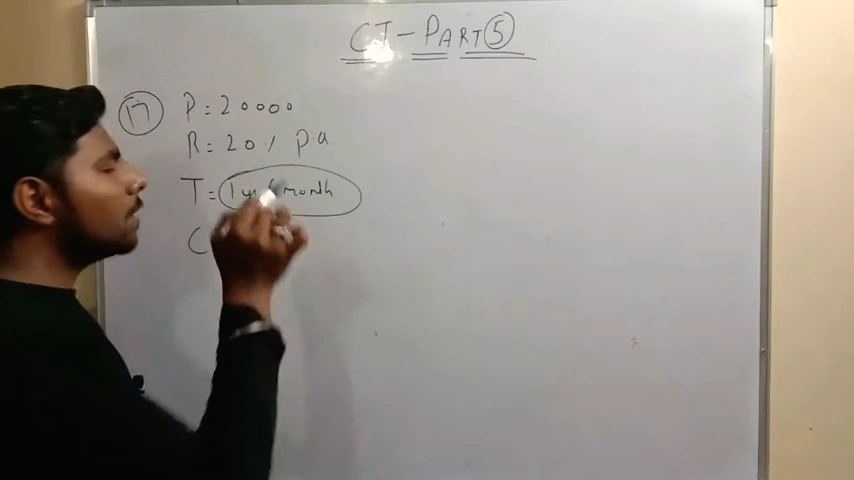 CI - PART 5
17 P = 20000
R = 20% pa
T = 1 yr 6 month
C